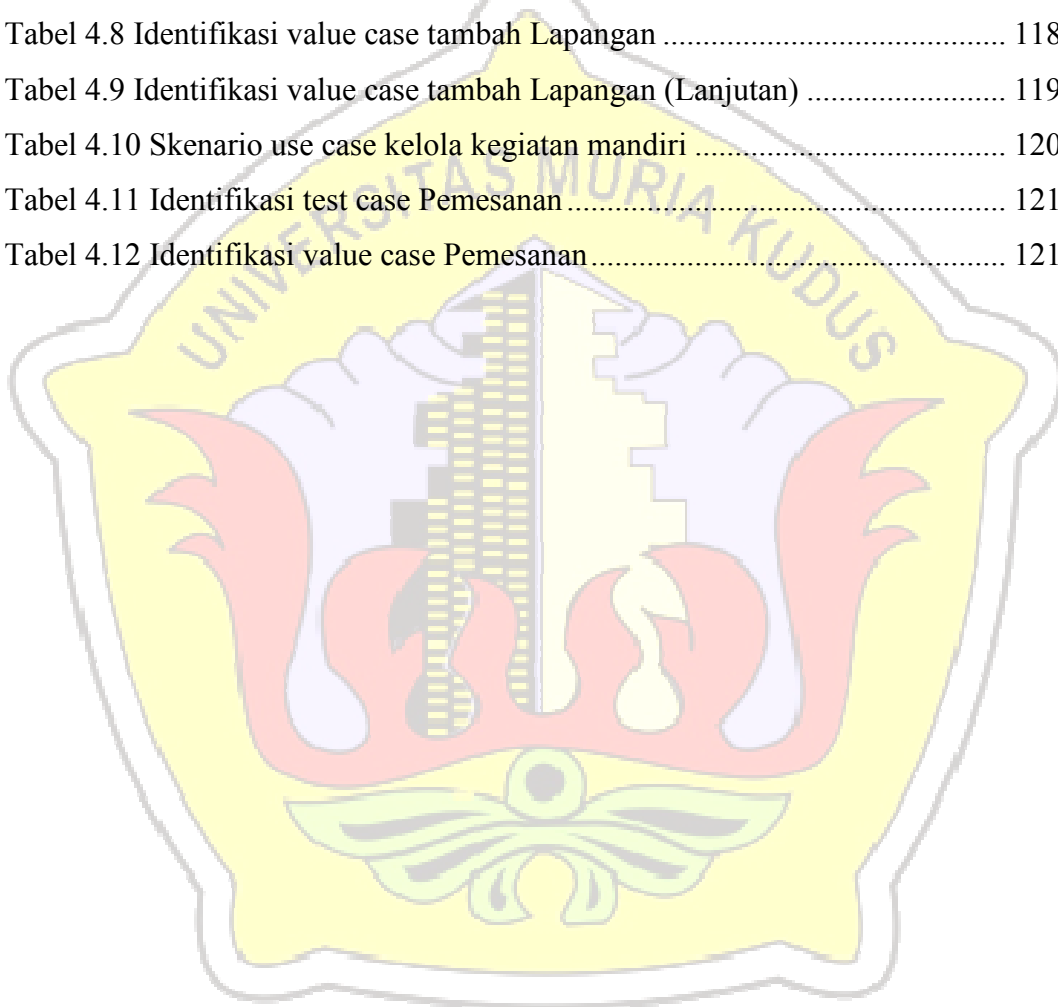 Tabel 4.8 Identifikasi value case tambah Lapangan ........................................... 118
Tabel 4.9 Identifikasi value case tambah Lapangan (Lanjutan) ......................... 119
Tabel 4.10 Skenario use case kelola kegiatan mandiri ....................................... 120
Tabel 4.11 Identifikasi test case Pemesanan ....................................................... 121
Tabel 4.12 Identifikasi value case Pemesanan .................................................... 121
UNIVERSITAS MURIA KUDUS